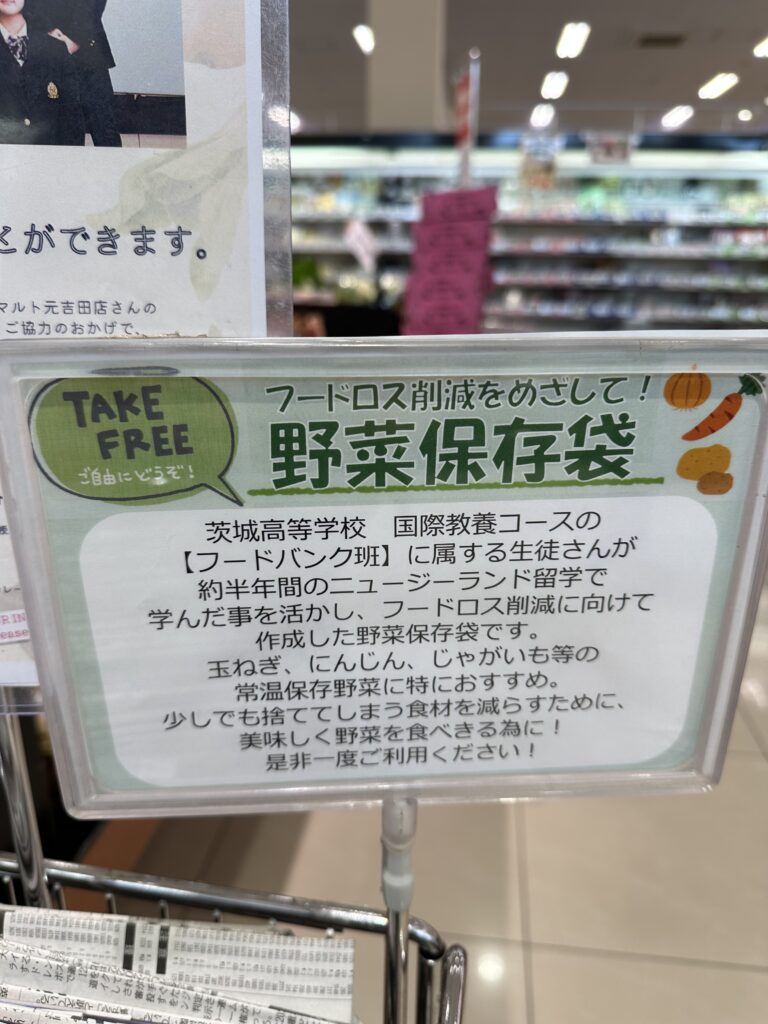 とができます。
マルト元吉田店さんの
ご協力のおかげで、
TAKE
FREE
ご自由にどうぞ!
フードロス削減をめざして!
野菜保存袋
茨城高等学校 国際教養コースの
【フードバンク班】に属する生徒さんが
約半年間のニュージーランド留学で
学んだ事を活かし、フードロス削減に向けて
作成した野菜保存袋です。
玉ねぎ、にんじん、じゃがいも等の
常温保存野菜に特におすすめ。
少しでも捨ててしまう食材を減らすために、
美味しく野菜を食べきる為に!
是非一度ご利用ください!